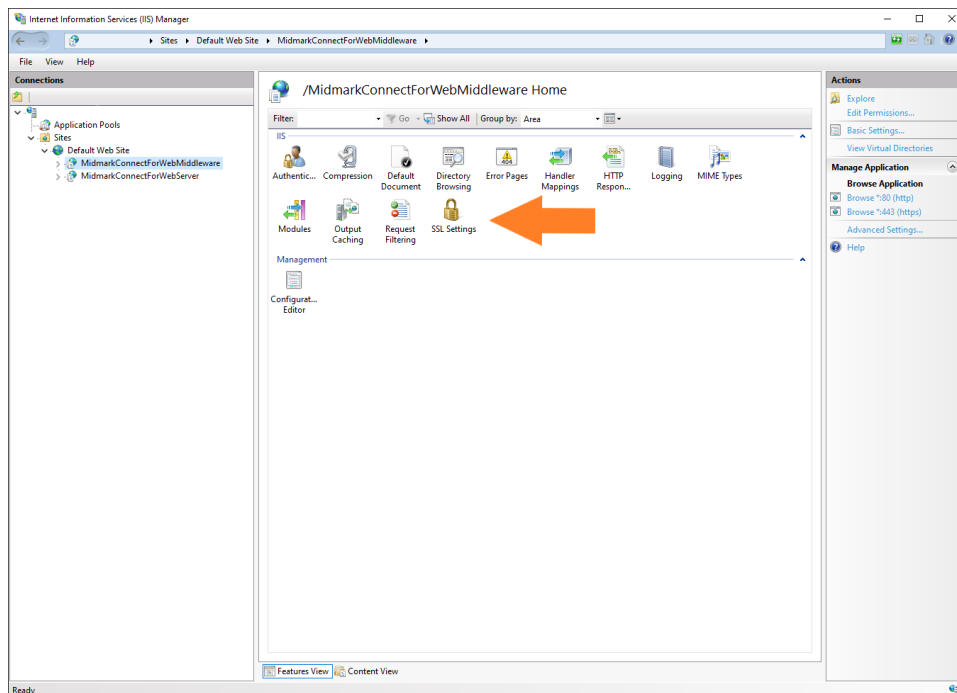 Internet Information Services (IIS) Manager
Sites Default Web Site MidmarkConnectForWebMiddleware
File View Help
Connections
Application Pools
Sites
Default Web Site
MidmarkConnectForWebMiddleware
MidmarkConnectForWebServer
/MidmarkConnectForWebMiddleware Home
Filter: Go Show All Group by: Area
IIS
Authentic... Compression Default Document Directory Browsing Error Pages Handler Mappings HTTP Respon... Logging MIME Types
Modules Output Caching Request Filtering SSL Settings
Management
Configurat... Editor
Features View Content View
Actions
Explore
Edit Permissions...
Basic Settings...
View Virtual Directories
Manage Application
Browse Application
Browse *:80 (http)
Browse *:443 (https)
Advanced Settings...
Help
Ready